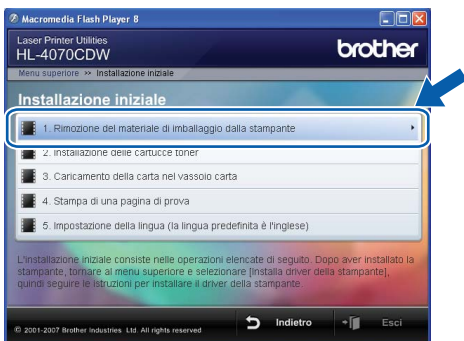 Macromedia Flash Player 8
Laser Printer Utilities
HL-4070CDW
brother
Menu superiore >> Installazione iniziale
Installazione iniziale
1. Rimozione del materiale di imballaggio dalla stampante
2. Installazione delle cartucce toner
3. Caricamento della carta nel vassoio carta
4. Stampa di una pagina di prova
5. Impostazione della lingua (la lingua predefinita è l'inglese)
L'installazione iniziale consiste nelle operazioni elencate di seguito. Dopo aver installato la
stampante, tornare al menu superiore e selezionare [Installa driver della stampante],
quindi seguire le istruzioni per installare il driver della stampante.
© 2001-2007 Brother Industries Ltd. All rights reserved
Indietro
Esci